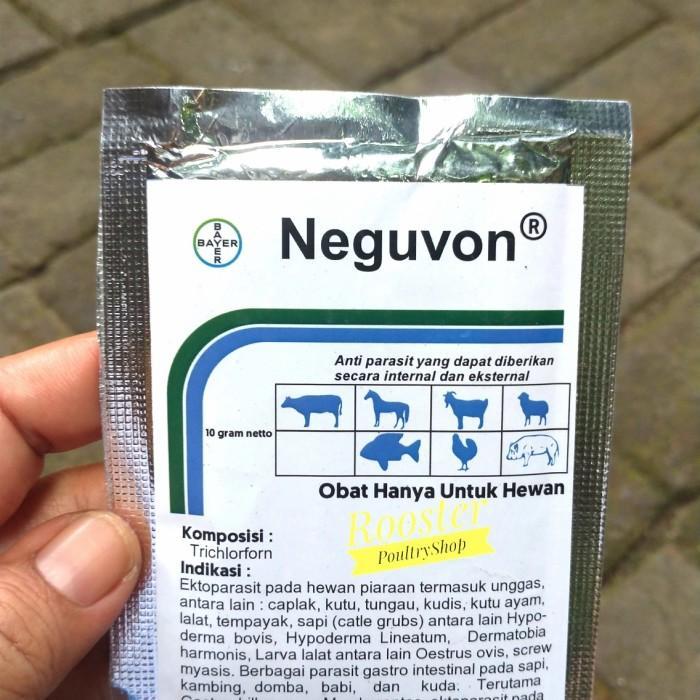 BAYER
BAYER
Neguvon®
Anti parasit yang dapat diberikan
secara internal dan eksternal
10 gram netto
Obat Hanya Untuk Hewan
Rooster
PoultryShop
Komposisi :
Trichlorforn
Indikasi :
Ektoparasit pada hewan piaraan termasuk unggas,
antara lain : caplak, kutu, tungau, kudis, kutu ayam,
lalat, tempayak, sapi (catle grubs) antara lain Hypo-
derma bovis, Hypoderma Lineatum, Dermatobia
harmonis, Larva lalat antara lain Oestrus ovis, screw
myasis. Berbagai parasit gastro intestinal pada sapi,
kambing, domba, babi, dan kuda. Terutama